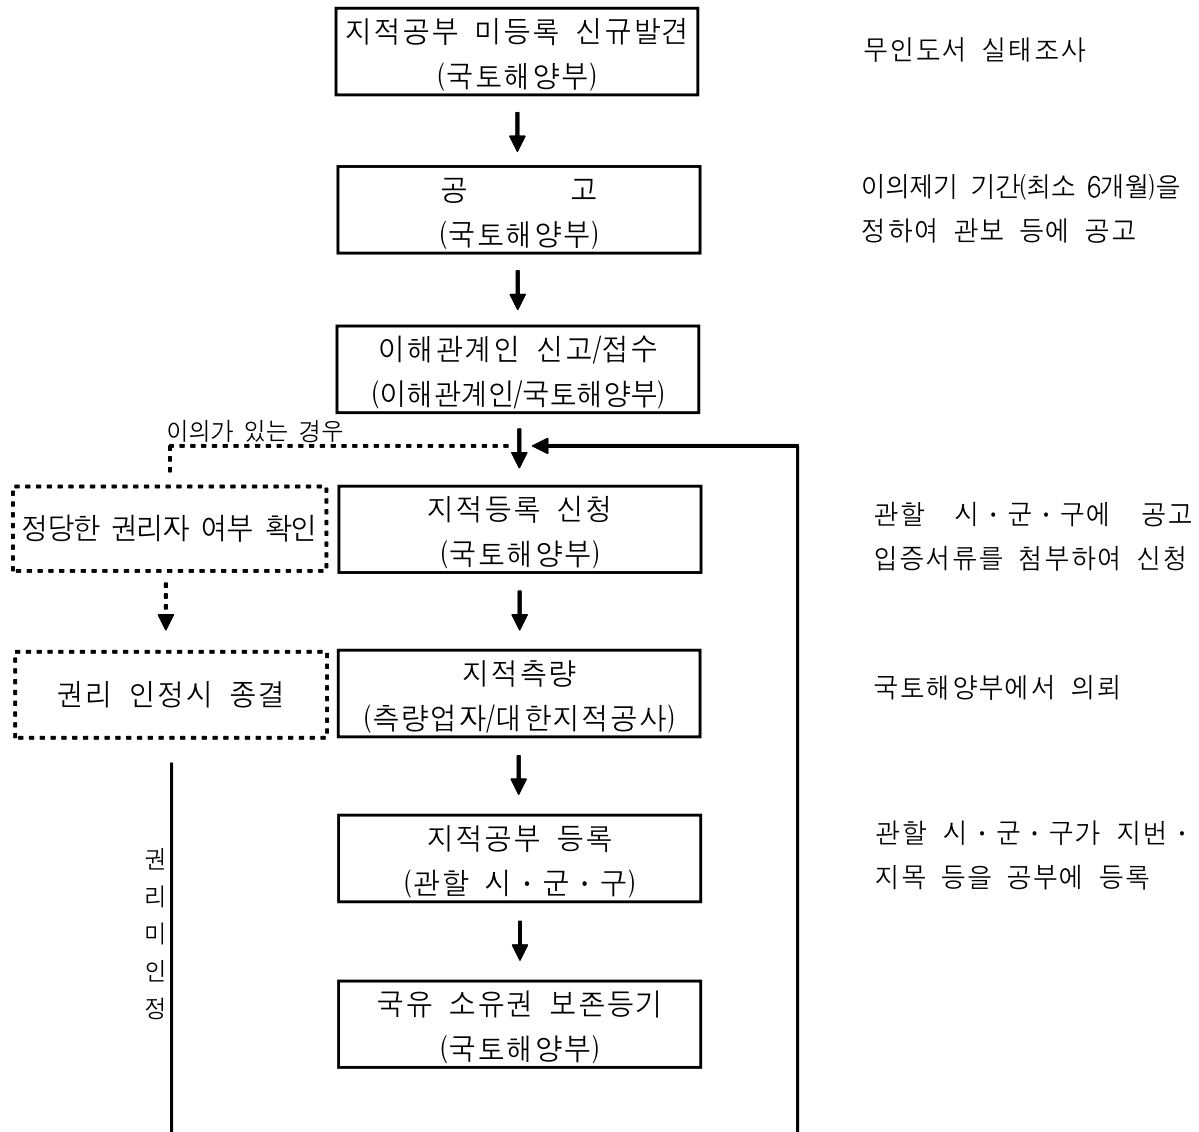 지적공부 미등록 신규발견
(국토해양부)
무인도서 실태조사
공 고
(국토해양부)
이의제기 기간(최소 6개월)을
정하여 관보 등에 공고
이해관계인 신고/접수
(이해관계인/국토해양부)
이의가 있는 경우
정당한 권리자 여부 확인
지적등록 신청
(국토해양부)
관할 시·군·구에 공고
입증서류를 첨부하여 신청
권리 인정시 종결
지적측량
(측량업자/대한지적공사)
국토해양부에서 의뢰
권리미인정
지적공부 등록
(관할 시·군·구)
관할 시·군·구가 지번·
지목 등을 공부에 등록
국유 소유권 보존등기
(국토해양부)